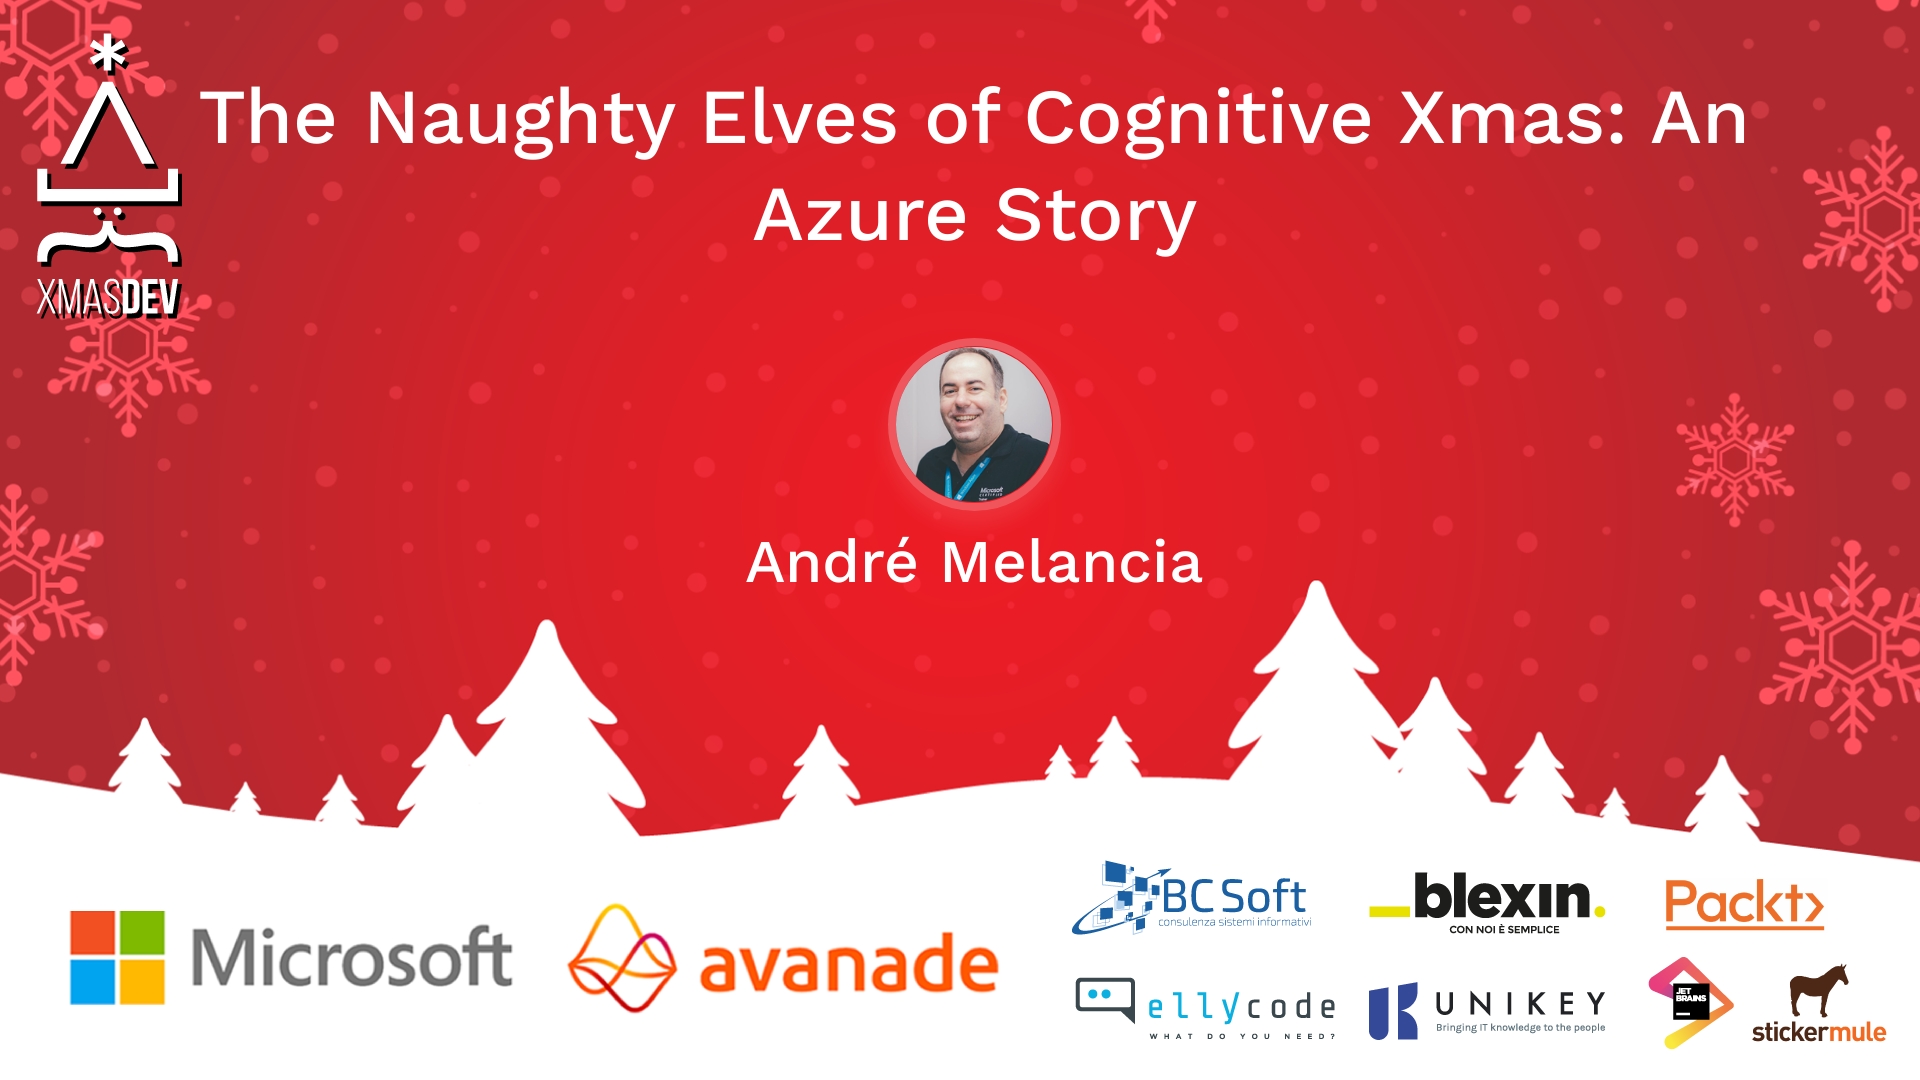 XMASDEV
The Naughty Elves of Cognitive Xmas: An
Azure Story
Microsoft
André Melancia
Microsoft
avanade
BC Soft
consulenza sistemi informativi
blexın.
CON NOI È SEMPLICE
Packt>
ellycode
WHAT DO YOU NEED?
UNIKEY
Bringing IT knowledge to the people
JET
BRAINS
stickermule